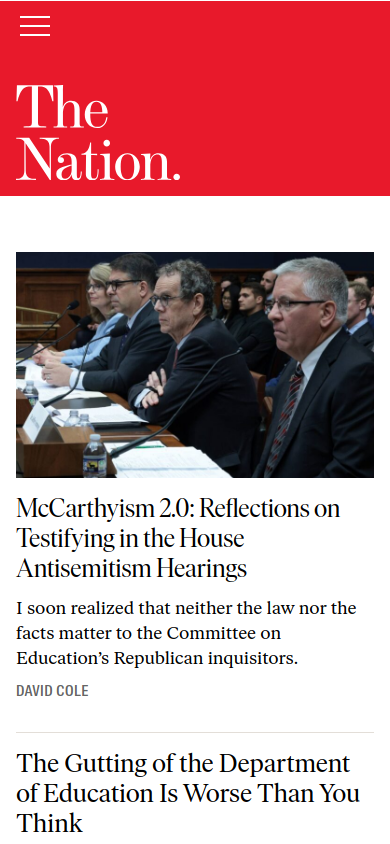 The
Nation.
McCarthyism 2.0: Reflections on
Testifying in the House
Antisemitism Hearings
I soon realized that neither the law nor the
facts matter to the Committee on
Education’s Republican inquisitors.
DAVID COLE
The Gutting of the Department
of Education Is Worse Than You
Think